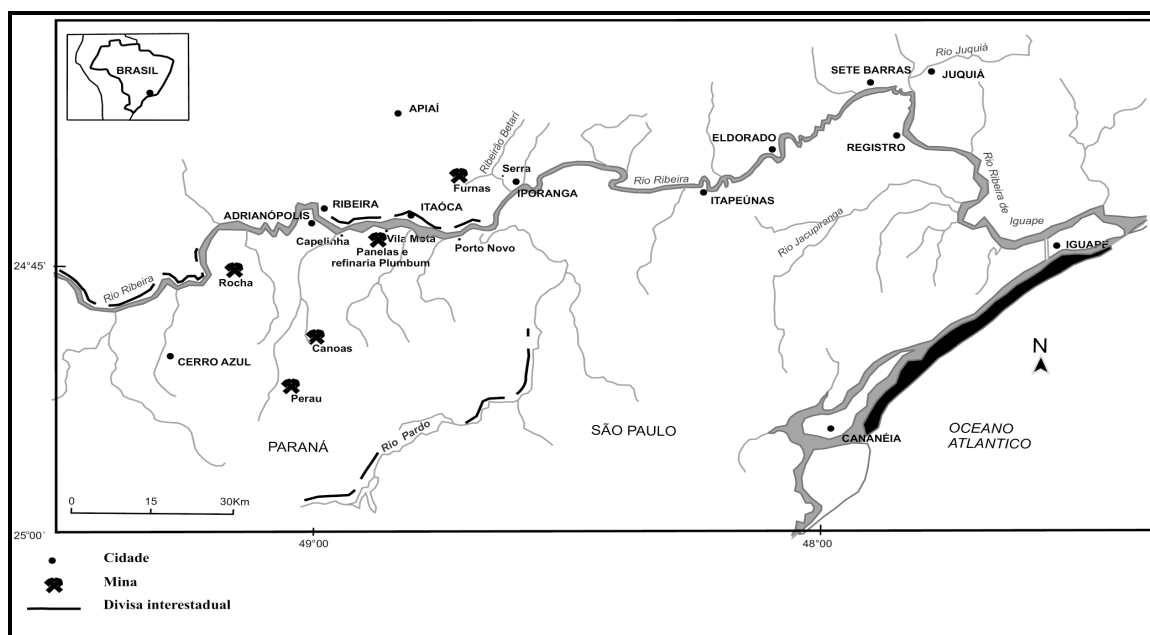 BRASIL
Rio Juquiá
SETE BARRAS
JUQUIÁ
APIAÍ
Ribeirão Betari
ELDORADO
REGISTRO
Serra
Furnas
IPORANGA
Rio Ribeira
ITAPEÚNAS
Rio Ribeira de
Iguape
RIBEIRA
ITAÓCA
ADRIANÓPOLIS
Capelinha
Vila Mota
Porto Novo
Panelas e
refinaria Plumbum
Rio Jacupiranga
IGUAPE
24°45´
Rio Ribeira
Rocha
Canoas
CERRO AZUL
N
Perau
Rio Pardo
SÃO PAULO
PARANÁ
CANANÉIA
OCEANO
ATLANTICO
0 15 30Km
25°00´
49°00
48°00
Cidade
Mina
Divisa interestadual